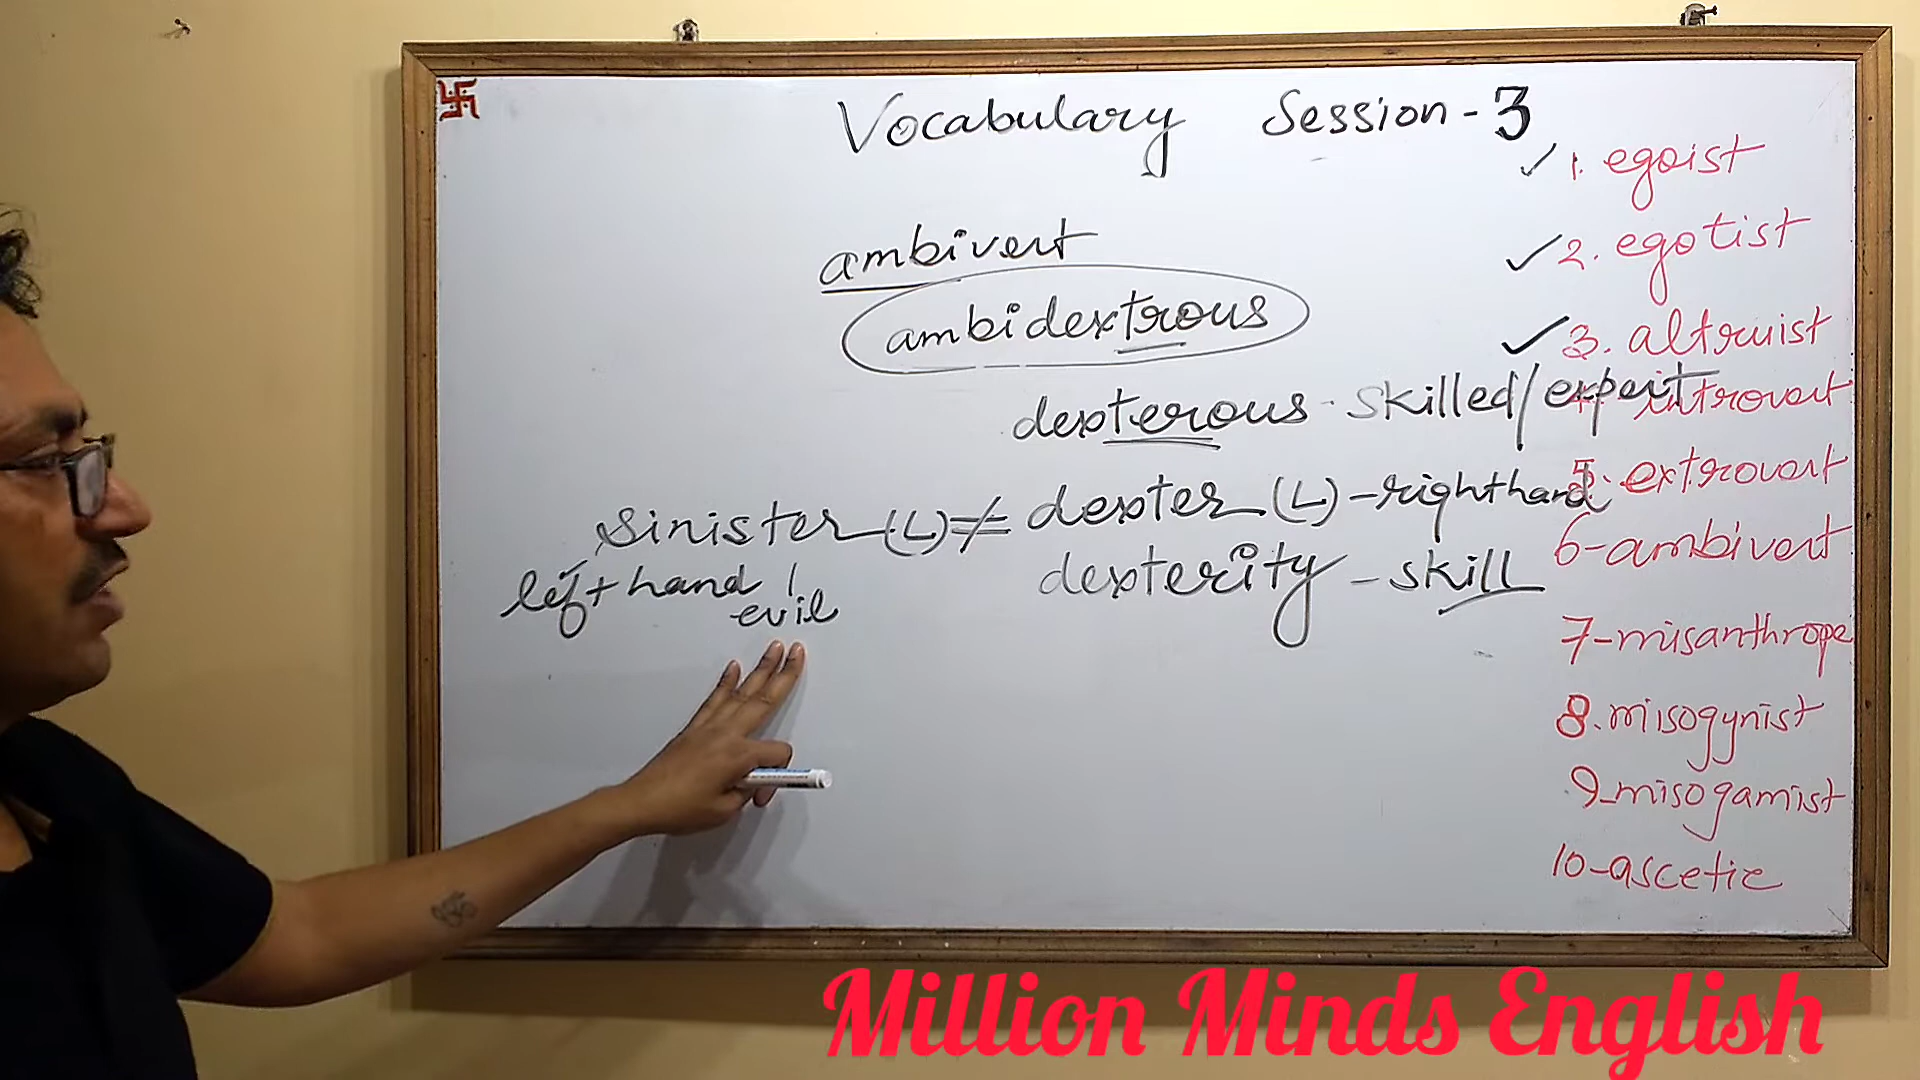 Vocabulary Session - 3
ambivert
ambidextrous
dexterous - skilled/expert
sinister (L) ≠ dexter (L) - right hand
left hand / evil
dexterity - skill
1. egoist
2. egotist
3. altruist
4. introvert
5. extrovert
6-ambivert
7-misanthrope
8. misogynist
9-misogamist
10-ascetic
Million Minds English